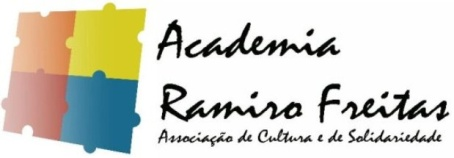 Academia
Ramiro Freitas
Associação de Cultura e de Solidariedade